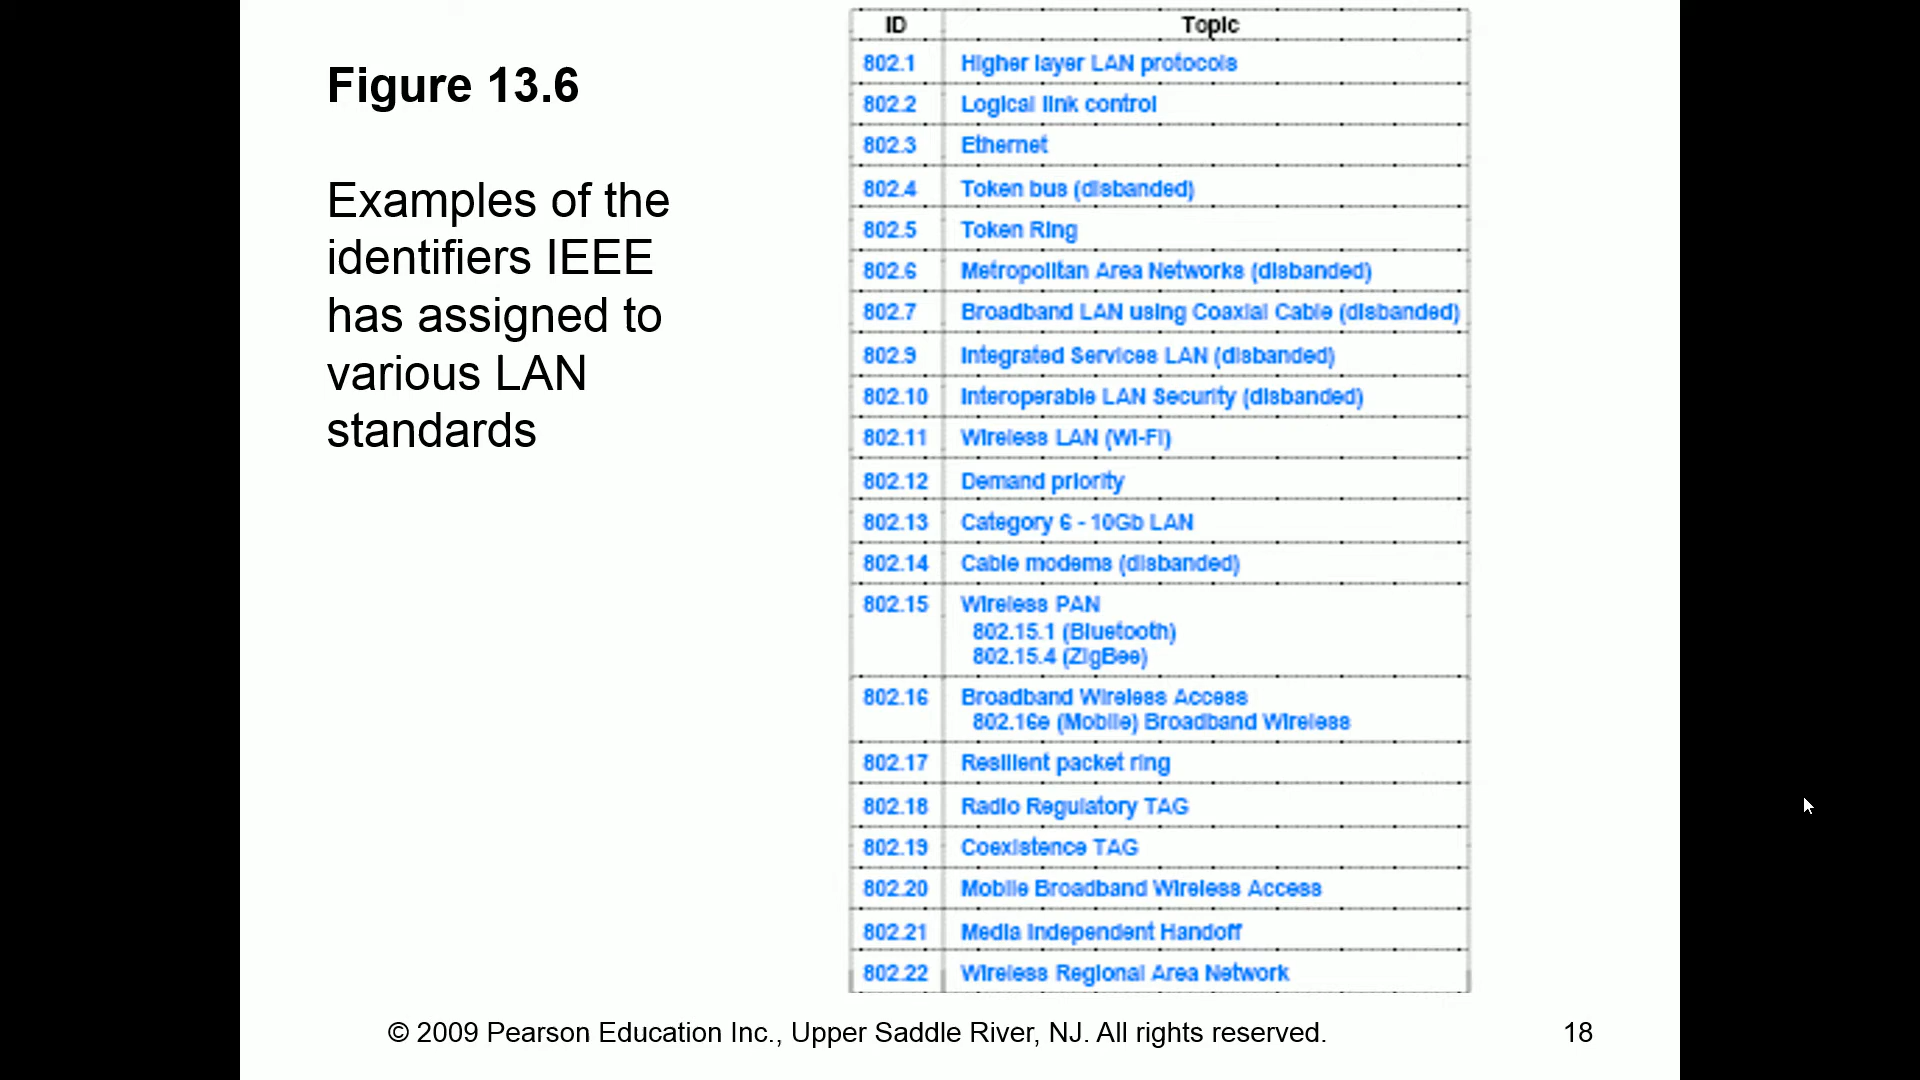 Figure 13.6
Examples of the
identifiers IEEE
has assigned to
various LAN
standards
ID Topic
802.1 Higher layer LAN protocols
802.2 Logical link control
802.3 Ethernet
802.4 Token bus (disbanded)
802.5 Token Ring
802.6 Metropolitan Area Networks (disbanded)
802.7 Broadband LAN using Coaxial Cable (disbanded)
802.9 Integrated Services LAN (disbanded)
802.10 Interoperable LAN Security (disbanded)
802.11 Wireless LAN (Wi-Fi)
802.12 Demand priority
802.13 Category 6 - 10Gb LAN
802.14 Cable modems (disbanded)
802.15 Wireless PAN
802.15.1 (Bluetooth)
802.15.4 (ZigBee)
802.16 Broadband Wireless Access
802.16e (Mobile) Broadband Wireless
802.17 Resilient packet ring
802.18 Radio Regulatory TAG
802.19 Coexistence TAG
802.20 Mobile Broadband Wireless Access
802.21 Media Independent Handoff
802.22 Wireless Regional Area Network
© 2009 Pearson Education Inc., Upper Saddle River, NJ. All rights reserved. 18